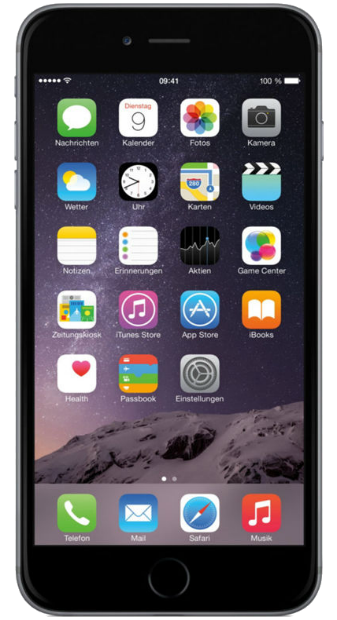 09:41 100 %
Dienstag
9
Nachrichten Kalender Fotos Kamera
280
Wetter Uhr Karten Videos
Notizen Erinnerungen Aktien Game Center
Zeitungskiosk iTunes Store App Store iBooks
Health Passbook Einstellungen
Telefon Mail Safari Musik